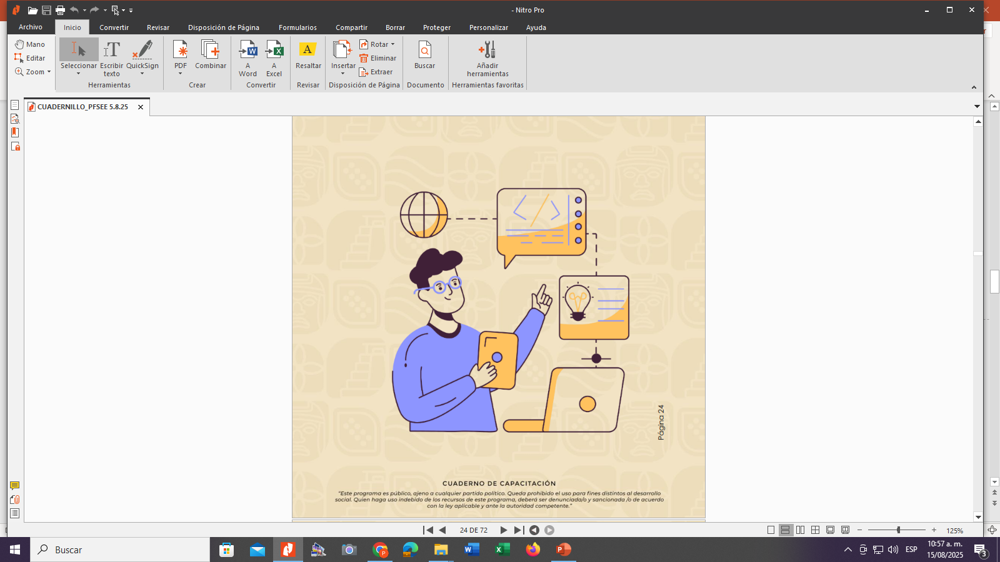 - Nitro Pro
Archivo
Inicio
Convertir
Revisar
Disposición de Página
Formularios
Compartir
Borrar
Proteger
Personalizar
Ayuda
Mano
Editar
Zoom
Seleccionar
Escribir
texto
QuickSign
Herramientas
PDF
Combinar
Crear
A
Word
A
Excel
Convertir
Resaltar
Revisar
Insertar
Rotar
Eliminar
Extraer
Disposición de Página
Buscar
Documento
Añadir
herramientas
Herramientas favoritas
CUADERNILLO_PFSEE 5.8.25
Página 24
CUADERNO DE CAPACITACIÓN
“Este programa es público, ajeno a cualquier partido político. Queda prohibido el uso para fines distintos al desarrollo
social. Quien haga uso indebido de los recursos de este programa, deberá ser denunciada/o y sancionada /o de acuerdo
con la ley aplicable y ante la autoridad competente.”
24 DE 72
125%
Buscar
ESP
10:57 a. m.
15/08/2025
3